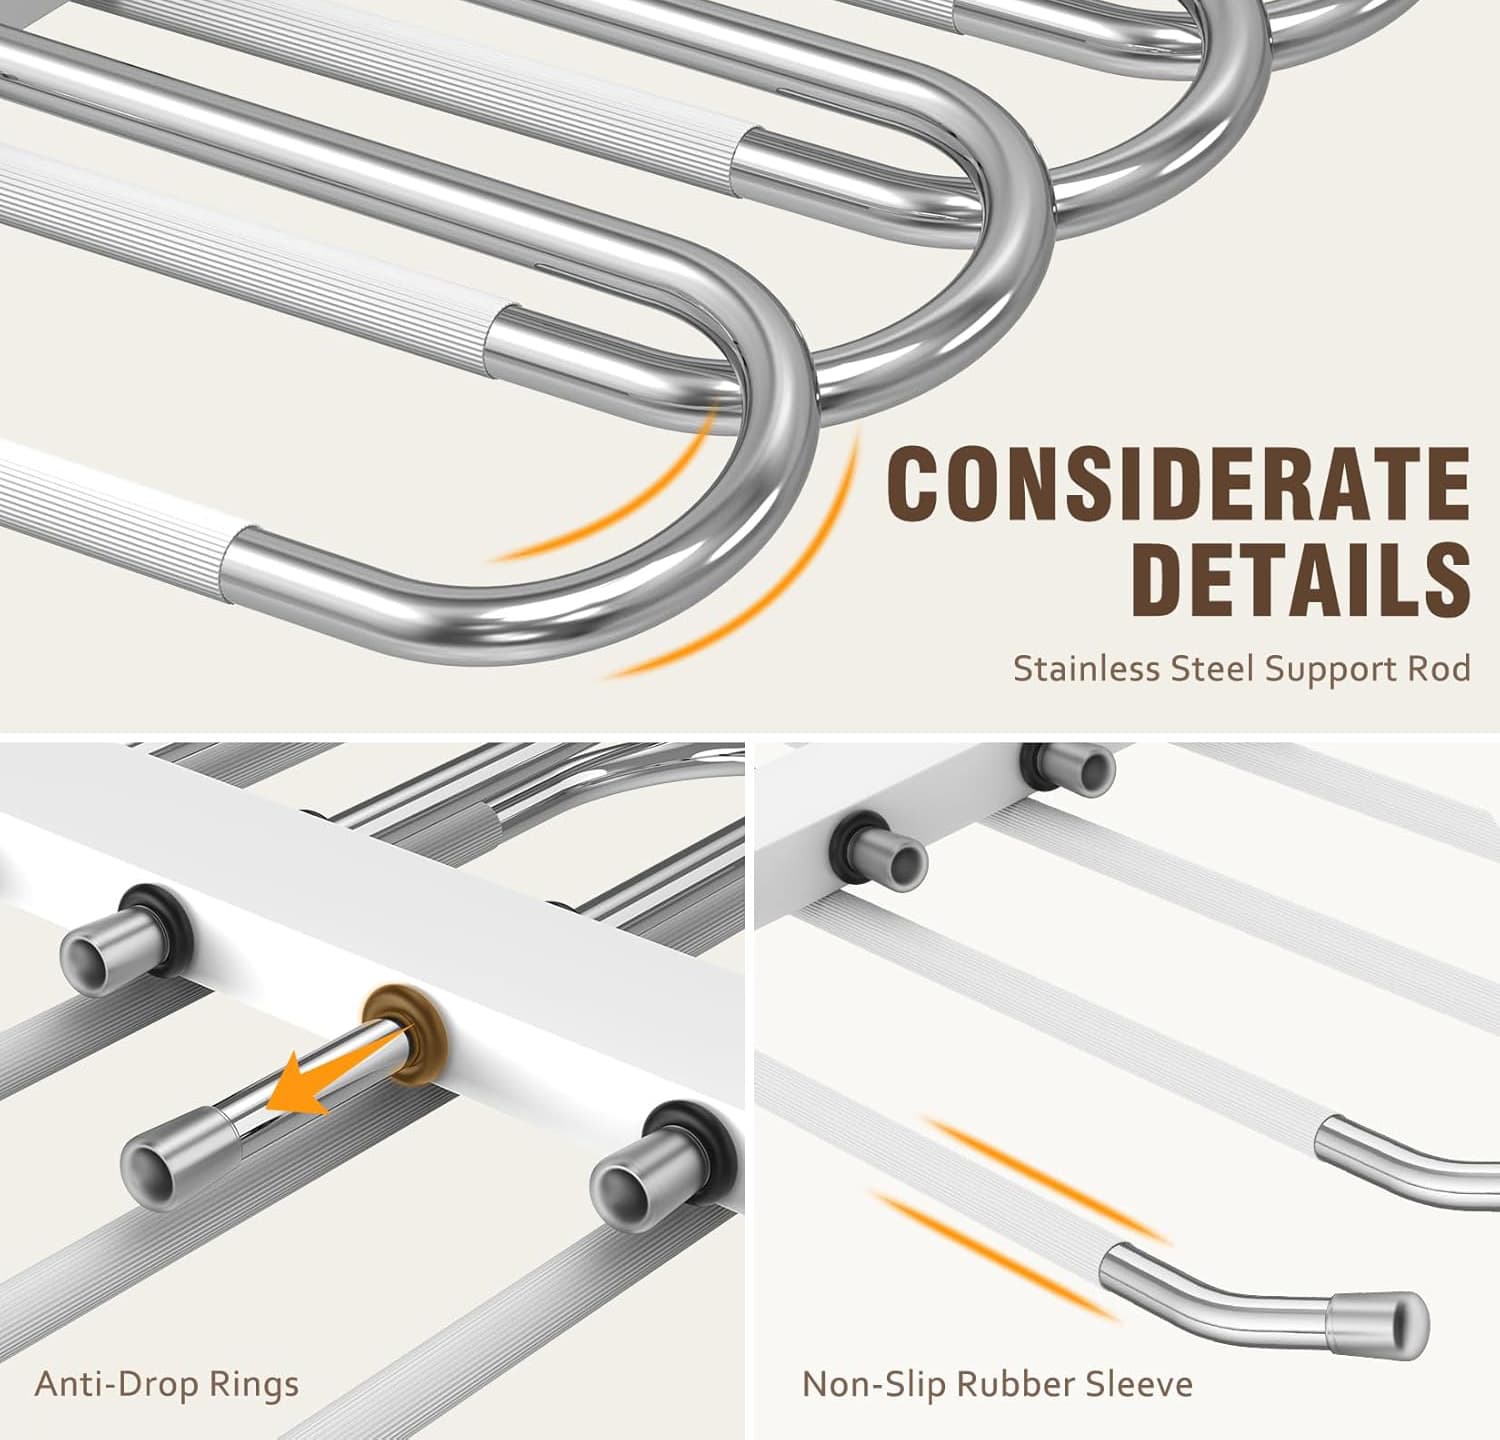 CONSIDERATE
DETAILS
Stainless Steel Support Rod
Anti-Drop Rings
Non-Slip Rubber Sleeve